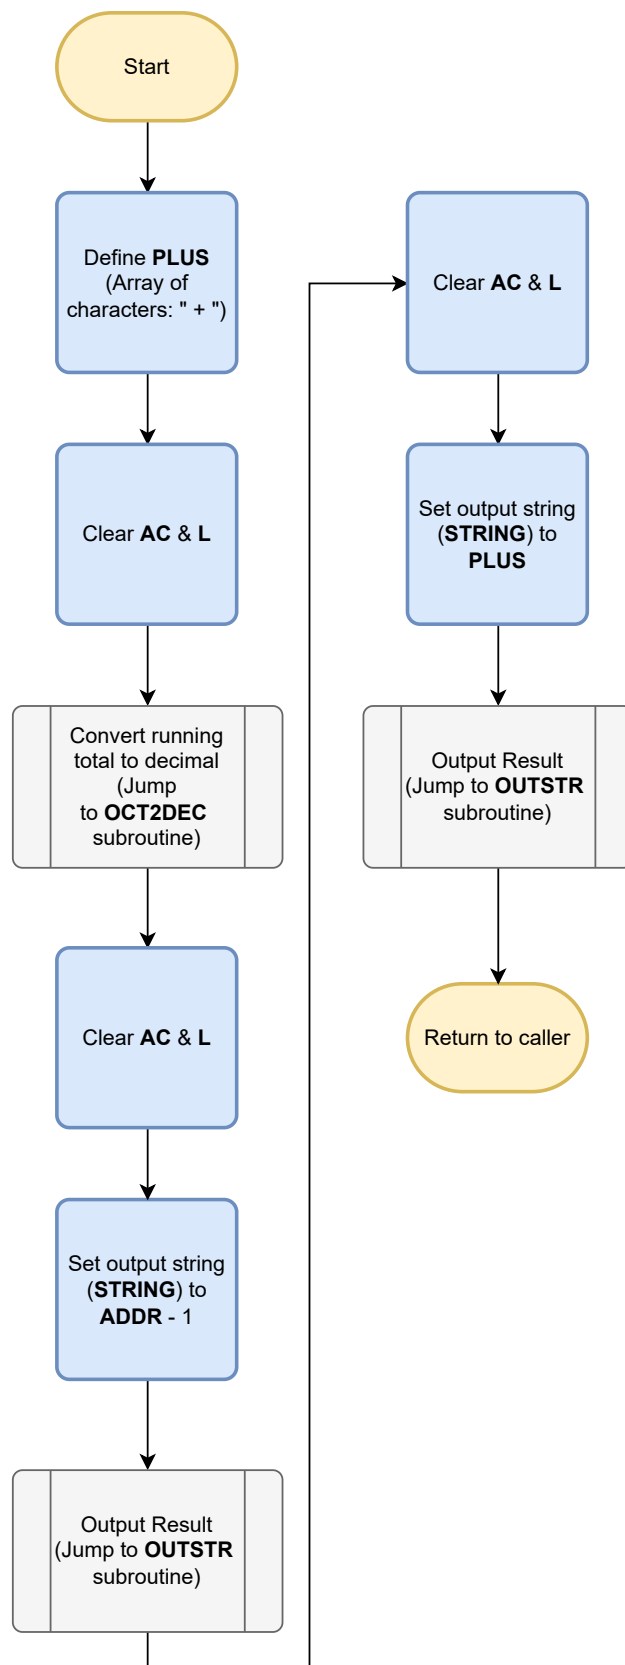 Start
Define PLUS
(Array of
characters: " + ")
Clear AC & L
Convert running
total to decimal
(Jump
to OCT2DEC
subroutine)
Clear AC & L
Set output string
(STRING) to
ADDR - 1
Output Result
(Jump to OUTSTR
subroutine)
Clear AC & L
Set output string
(STRING) to
PLUS
Output Result
(Jump to OUTSTR
subroutine)
Return to caller